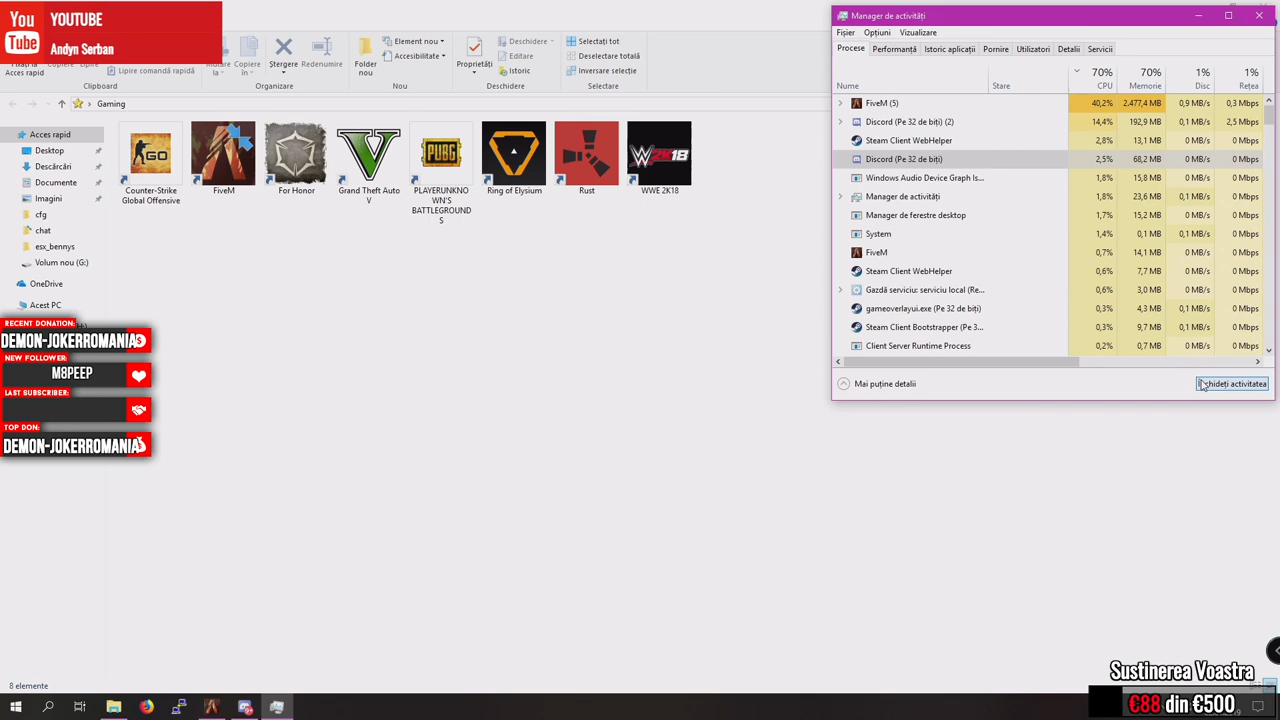 You
Tube
YOUTUBE
Andyn Serban
Acces rapid
Lipire comandă rapidă
Clipboard
Ștergere
Redenumire
Organizare
Folder
nou
Element nou
Accesibilitate
Nou
Proprietăți
Deschidere
Editare
Istoric
Deschidere
Selectați tot
Deselectare totală
Inversare selecție
Selectare
Gaming
Acces rapid
Desktop
Descărcări
Documente
Imagini
cfg
chat
esx_bennys
Volum nou (G:)
OneDrive
Acest PC
Counter-Strike
Global Offensive
FiveM
For Honor
Grand Theft Auto
V
PLAYERUNKNO
WN'S
BATTLEGROUND
S
Ring of Elysium
Rust
WWE 2K18
GO
PUBG
W2K18
RECENT DONATION:
DEMON-JOKERROMANIA
NEW FOLLOWER:
M8PEEP
LAST SUBSCRIBER:
TOP DON:
DEMON-JOKERROMANIA
Manager de activități
Fișier Opțiuni Vizualizare
Procese Performanță Istoric aplicații Pornire Utilizatori Detalii Servicii
70% 70% 1% 1%
Nume Stare CPU Memorie Disc Rețea
FiveM (5) 40,2% 2.477,4 MB 0,9 MB/s 0,3 Mbps
Discord (Pe 32 de biți) (2) 14,4% 192,9 MB 0,1 MB/s 2,5 Mbps
Steam Client WebHelper 2,8% 13,1 MB 0 MB/s 0 Mbps
Discord (Pe 32 de biți) 2,5% 68,2 MB 0 MB/s 0 Mbps
Windows Audio Device Graph Is... 1,8% 15,8 MB 0 MB/s 0 Mbps
Manager de activități 1,8% 23,6 MB 0,1 MB/s 0 Mbps
Manager de ferestre desktop 1,7% 15,2 MB 0 MB/s 0 Mbps
System 1,4% 0,1 MB 0,1 MB/s 0 Mbps
FiveM 0,7% 14,1 MB 0 MB/s 0 Mbps
Steam Client WebHelper 0,6% 7,7 MB 0 MB/s 0 Mbps
Gazdă serviciu: serviciu local (Re... 0,6% 3,0 MB 0 MB/s 0 Mbps
gameoverlayui.exe (Pe 32 de biți) 0,3% 4,3 MB 0,1 MB/s 0 Mbps
Steam Client Bootstrapper (Pe 3... 0,3% 9,7 MB 0,1 MB/s 0 Mbps
Client Server Runtime Process 0,2% 0,7 MB 0 MB/s 0 Mbps
Mai puține detalii
Închideți activitatea
8 elemente
Sustinerea Voastra
€88 din €500